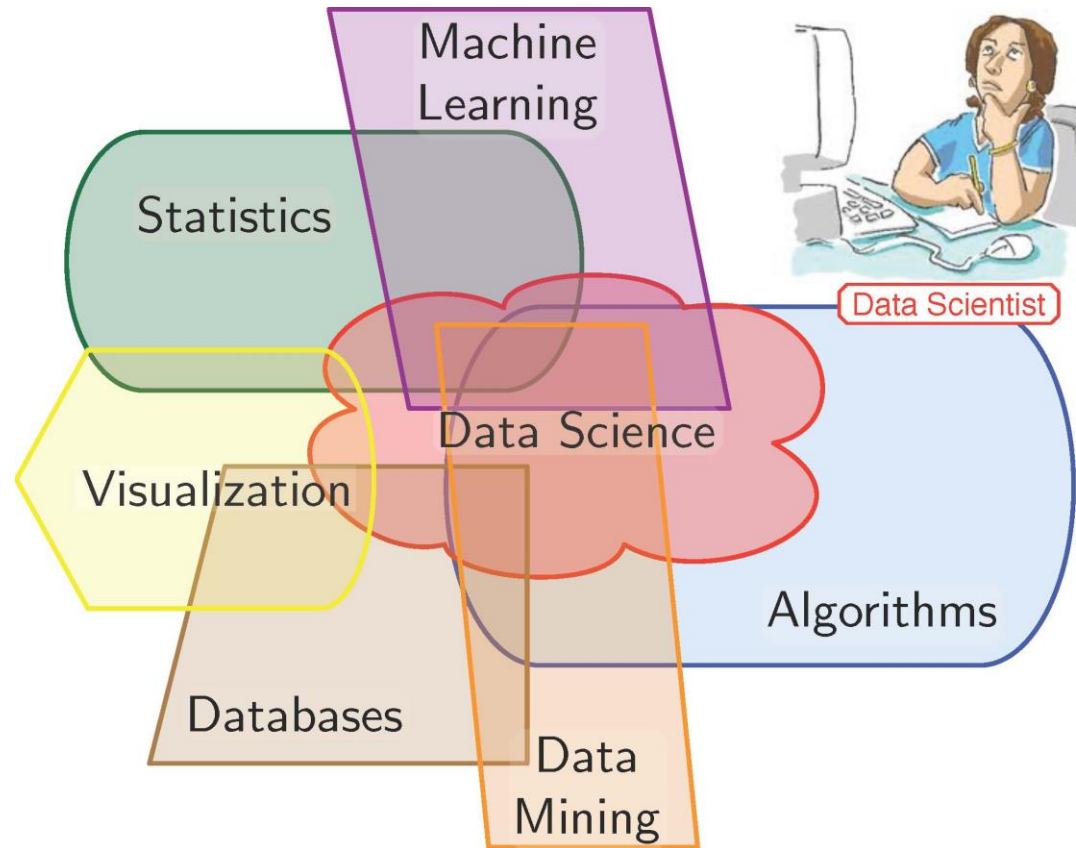 Machine
Learning
Statistics
Data Scientist
Data Science
Visualization
Algorithms
Databases
Data
Mining